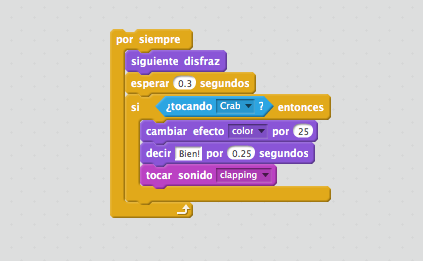 por siempre
siguiente disfraz
esperar 0.3 segundos
si ¿tocando Crab ? entonces
cambiar efecto color por 25
decir Bien! por 0.25 segundos
tocar sonido clapping